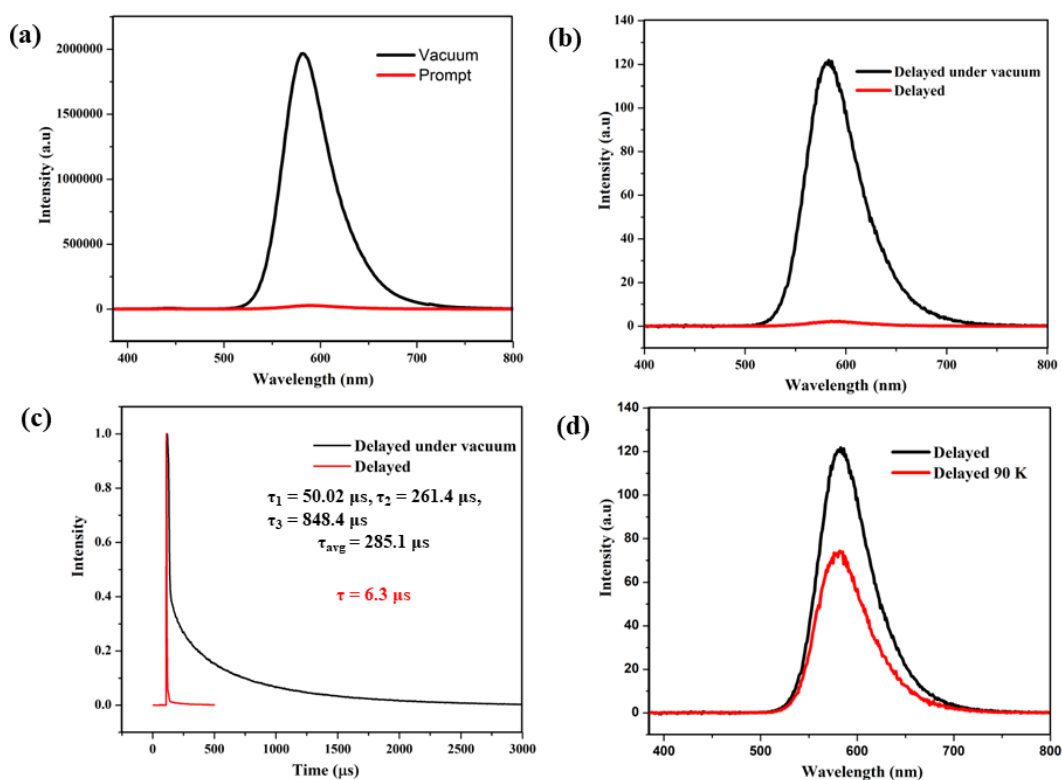 (a)
2000000
1500000
1000000
500000
0
400 500 600 700 800
Intensity (a.u)
Wavelength (nm)
Vacuum
Prompt
(b)
140
120
100
80
60
40
20
0
400 500 600 700 800
Intensity (a.u)
Wavelength (nm)
Delayed under vacuum
Delayed
(c)
1.0
0.8
0.6
0.4
0.2
0.0
0 500 1000 1500 2000 2500 3000
Intensity
Time (µs)
Delayed under vacuum
Delayed
τ₁ = 50.02 µs, τ₂ = 261.4 µs,
τ₃ = 848.4 µs
τavg = 285.1 µs
τ = 6.3 µs
(d)
140
120
100
80
60
40
20
0
400 500 600 700 800
Intensity (a.u)
Wavelength (nm)
Delayed
Delayed 90 K